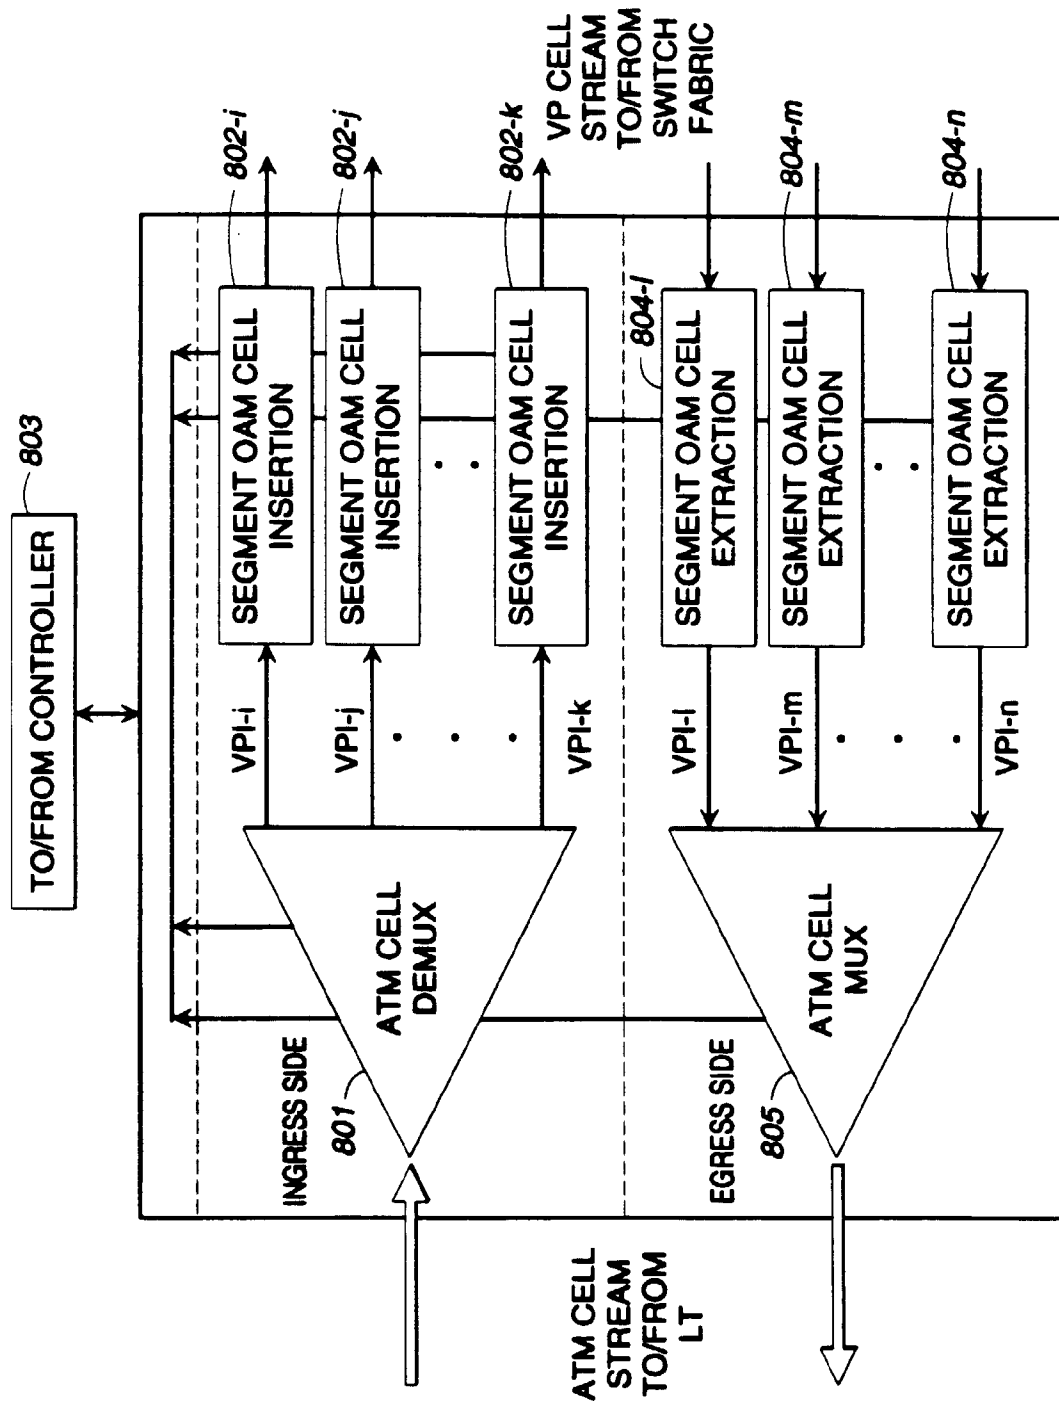 TO/FROM CONTROLLER
803
INGRESS SIDE
801
ATM CELL
DEMUX
VPI-i
VPI-j
VPI-k
SEGMENT OAM CELL
INSERTION
802-i
SEGMENT OAM CELL
INSERTION
802-j
SEGMENT OAM CELL
INSERTION
802-k
ATM CELL
STREAM
TO/FROM
LT
VP CELL
STREAM
TO/FROM
SWITCH
FABRIC
EGRESS SIDE
805
ATM CELL
MUX
VPI-l
VPI-m
VPI-n
804-l
SEGMENT OAM CELL
EXTRACTION
SEGMENT OAM CELL
EXTRACTION
804-m
SEGMENT OAM CELL
EXTRACTION
804-n